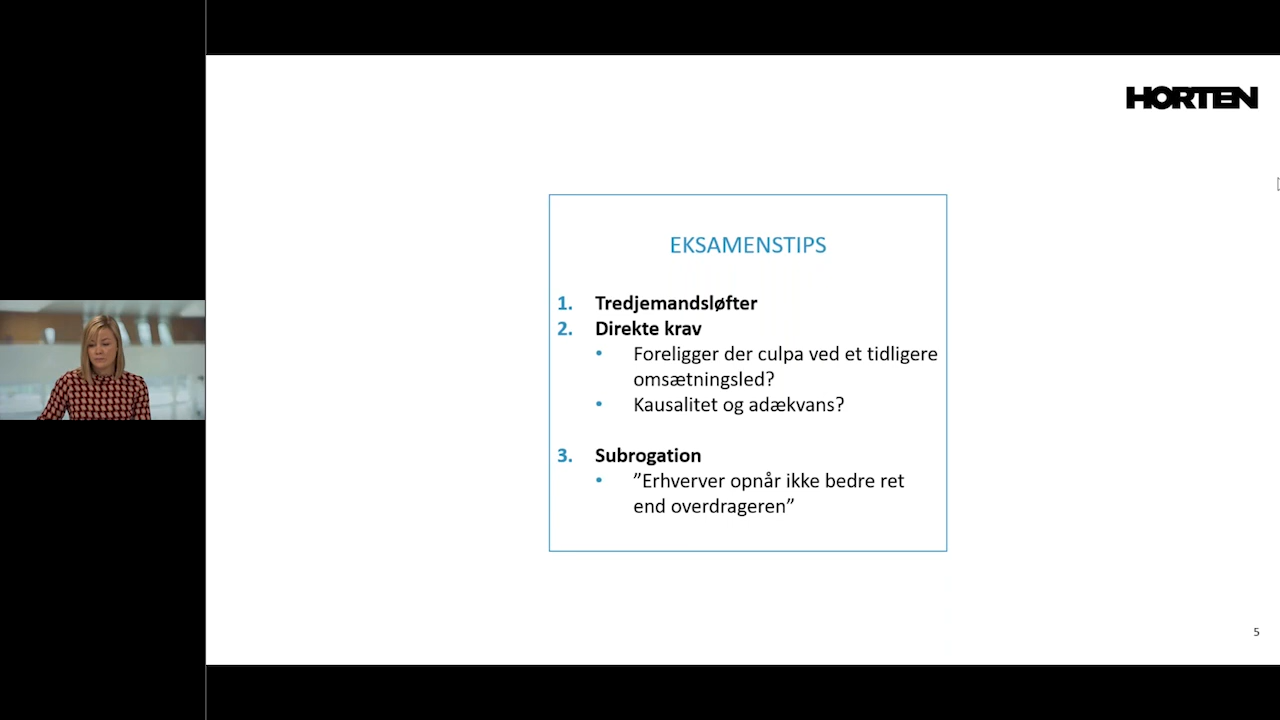 HORTEN
EKSAMENSTIPS
1. Tredjemandsløfter
2. Direkte krav
• Foreligger der culpa ved et tidligere
omsætningsled?
• Kausalitet og adækvans?
3. Subrogation
• ”Erhverver opnår ikke bedre ret
end overdrageren”
5